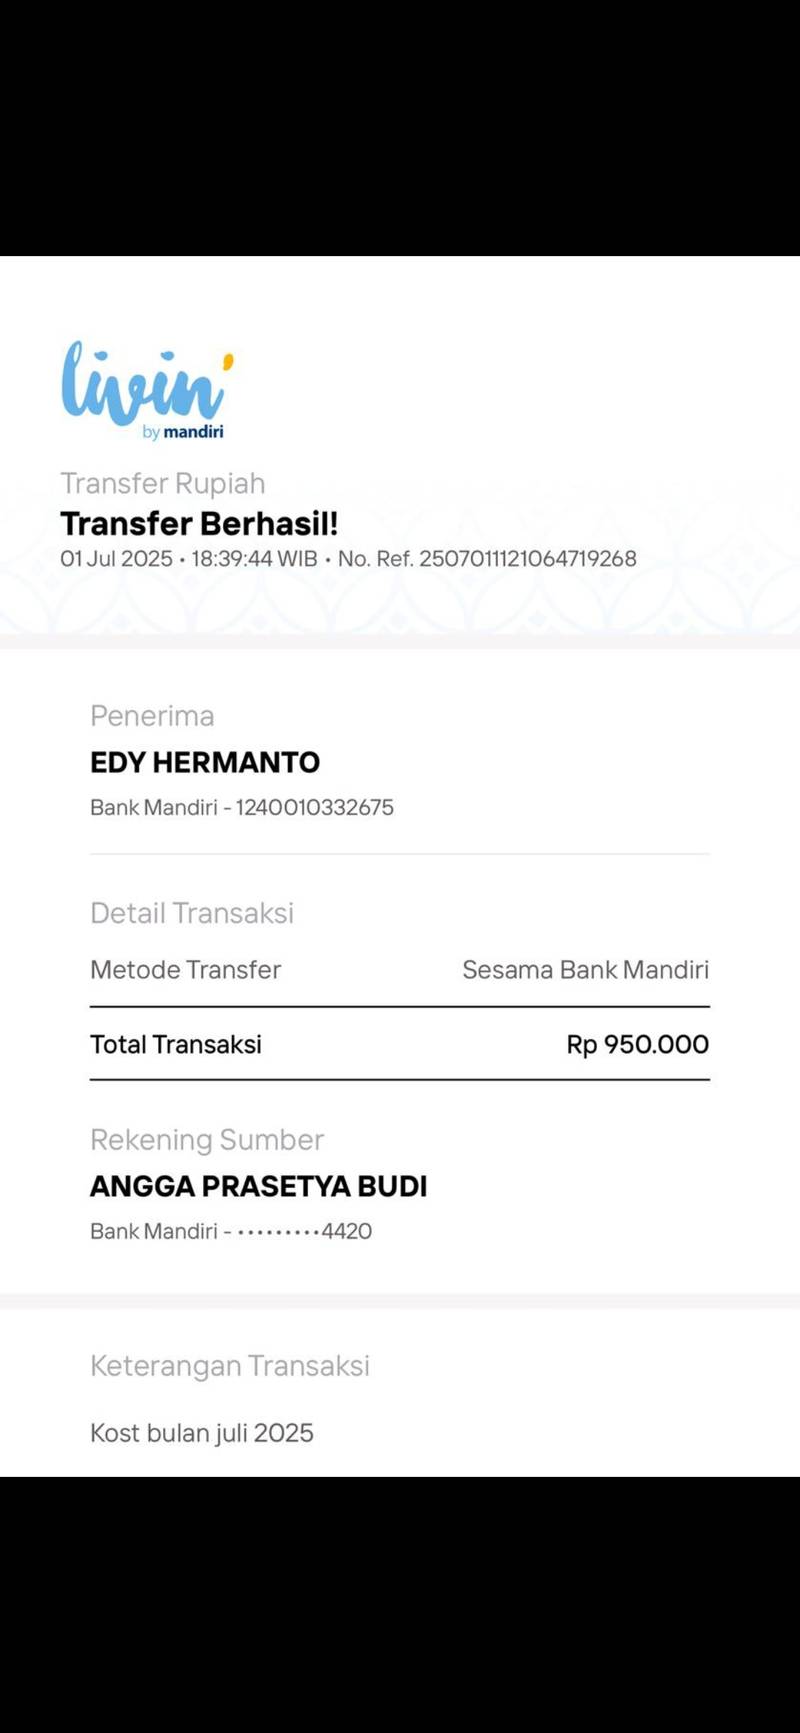 livin'
by mandiri
Transfer Rupiah
Transfer Berhasil!
01 Jul 2025 • 18:39:44 WIB • No. Ref. 2507011121064719268
Penerima
EDY HERMANTO
Bank Mandiri - 1240010332675
Detail Transaksi
Metode Transfer Sesama Bank Mandiri
Total Transaksi Rp 950.000
Rekening Sumber
ANGGA PRASETYA BUDI
Bank Mandiri - •••••••••4420
Keterangan Transaksi
Kost bulan juli 2025